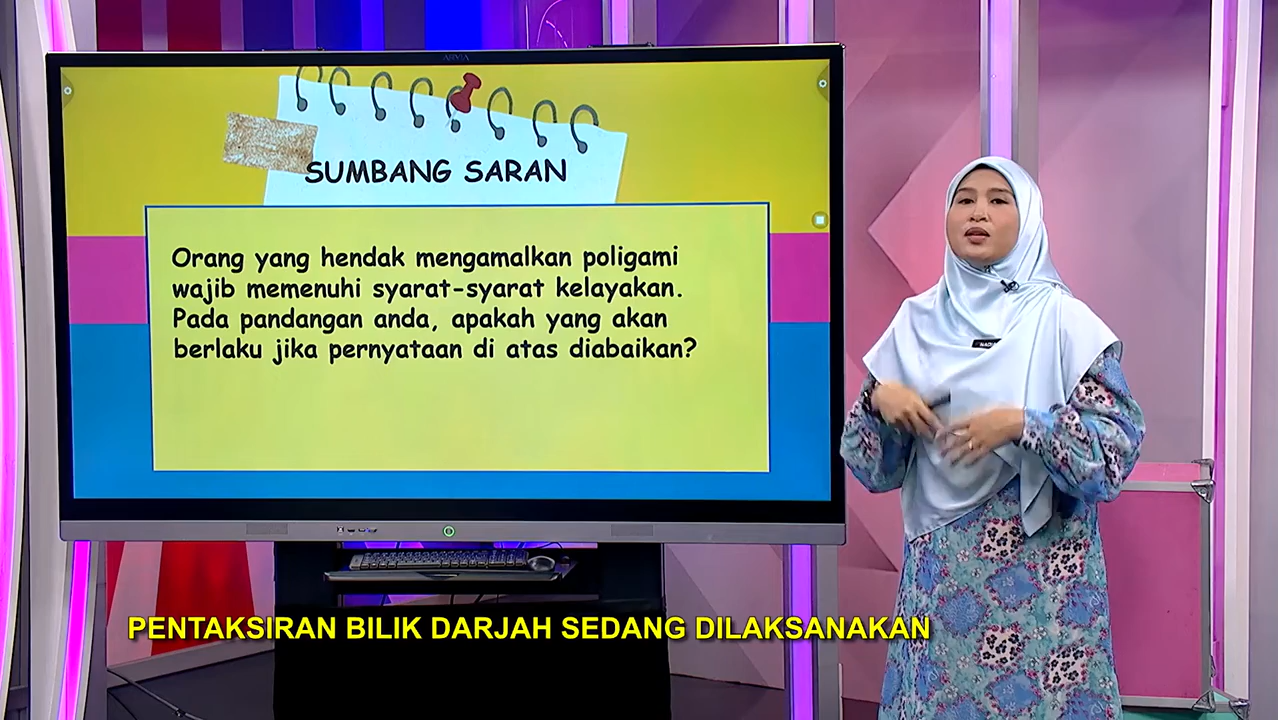 SUMBANG SARAN
Orang yang hendak mengamalkan poligami
wajib memenuhi syarat-syarat kelayakan.
Pada pandangan anda, apakah yang akan
berlaku jika pernyataan di atas diabaikan?
PENTAKSIRAN BILIK DARJAH SEDANG DILAKSANAKAN